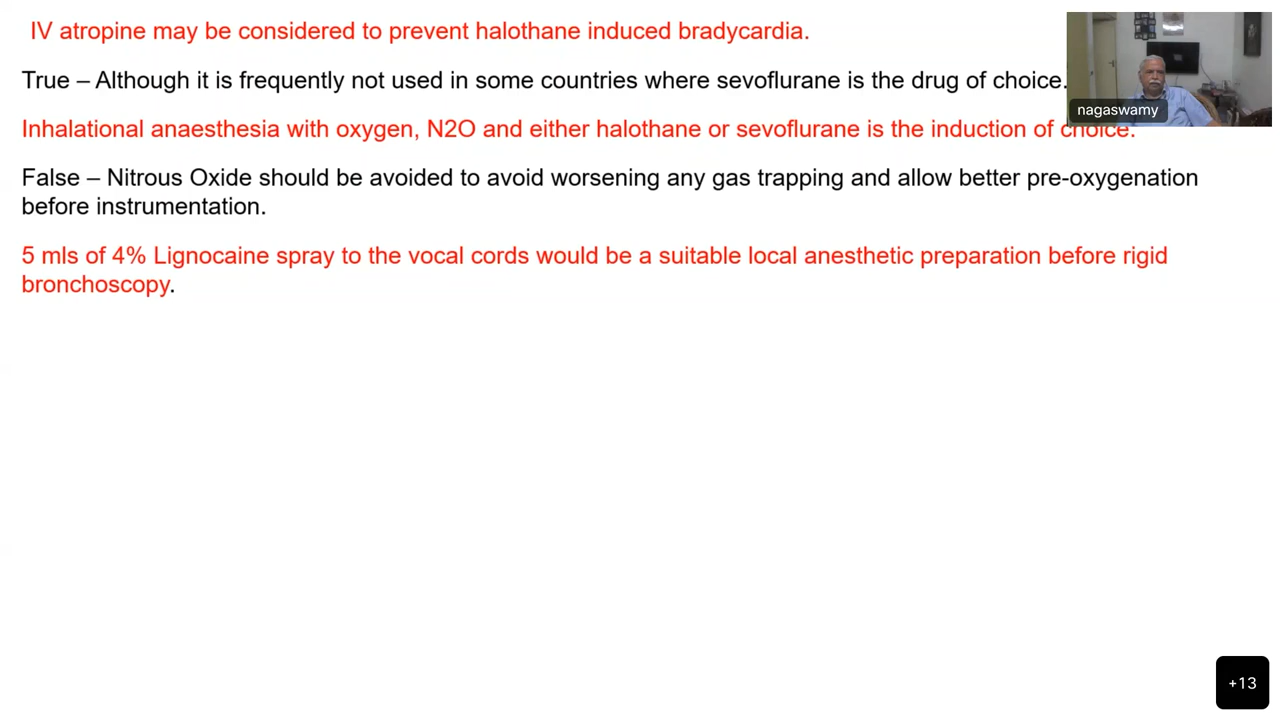 IV atropine may be considered to prevent halothane induced bradycardia.
True – Although it is frequently not used in some countries where sevoflurane is the drug of choice.
Inhalational anaesthesia with oxygen, N2O and either halothane or sevoflurane is the induction of choice.
False – Nitrous Oxide should be avoided to avoid worsening any gas trapping and allow better pre-oxygenation
before instrumentation.
5 mls of 4% Lignocaine spray to the vocal cords would be a suitable local anesthetic preparation before rigid
bronchoscopy.
nagaswamy
+13